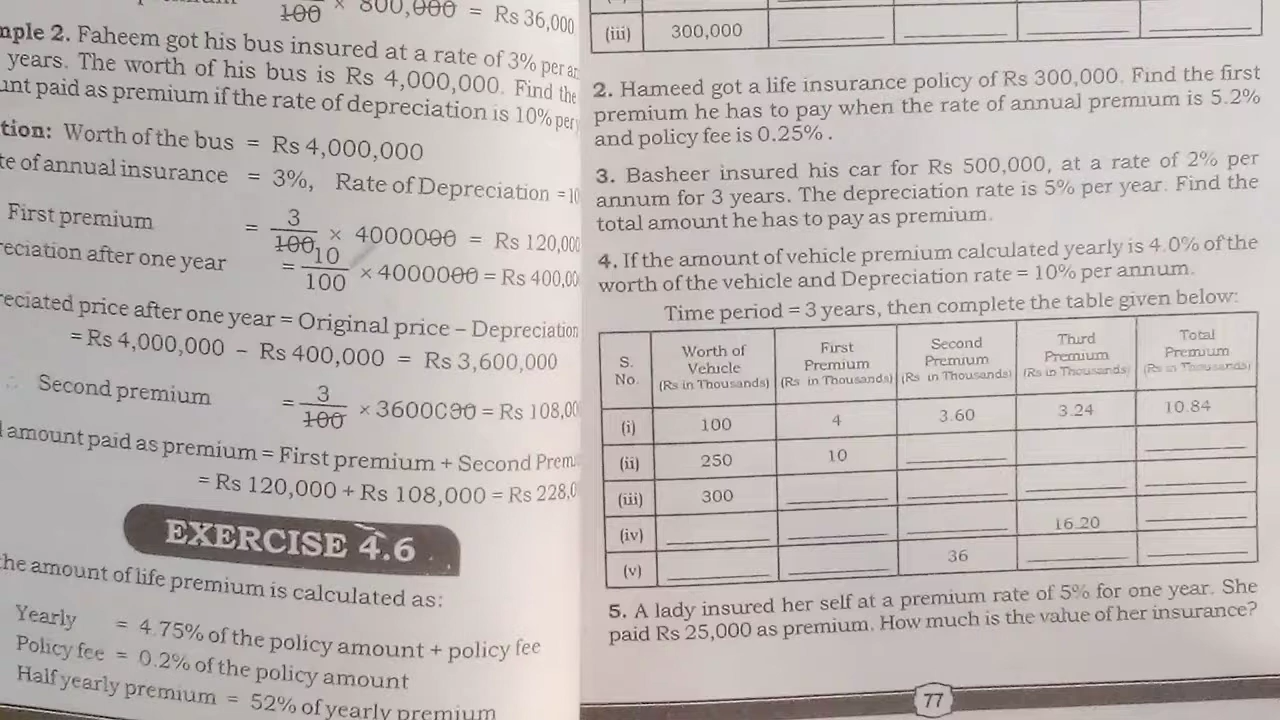 100 × 800,000 = Rs 36,000
Example 2. Faheem got his bus insured at a rate of 3% per an
years. The worth of his bus is Rs 4,000,000. Find the
unt paid as premium if the rate of depreciation is 10% per
tion: Worth of the bus = Rs 4,000,000
te of annual insurance = 3%, Rate of Depreciation = 10
First premium = 3/100 × 4000000 = Rs 120,000
reciation after one year = 10/100 × 4000000 = Rs 400,00
reciated price after one year = Original price – Depreciation
= Rs 4,000,000 – Rs 400,000 = Rs 3,600,000
Second premium = 3/100 × 3600000 = Rs 108,00
l amount paid as premium = First premium + Second Premi
= Rs 120,000 + Rs 108,000 = Rs 228,0
EXERCISE 4.6
the amount of life premium is calculated as:
Yearly = 4.75% of the policy amount + policy fee
Policy fee = 0.2% of the policy amount
Half yearly premium = 52% of yearly premium
(iii) 300,000
2. Hameed got a life insurance policy of Rs 300,000. Find the first
premium he has to pay when the rate of annual premium is 5.2%
and policy fee is 0.25% .
3. Basheer insured his car for Rs 500,000, at a rate of 2% per
annum for 3 years. The depreciation rate is 5% per year. Find the
total amount he has to pay as premium.
4. If the amount of vehicle premium calculated yearly is 4.0% of the
worth of the vehicle and Depreciation rate = 10% per annum.
Time period = 3 years, then complete the table given below:
S. No. Worth of Vehicle (Rs in Thousands) First Premium (Rs in Thousands) Second Premium (Rs in Thousands) Third Premium (Rs in Thousands) Total Premium (Rs in Thousands)
(i) 100 4 3.60 3.24 10.84
(ii) 250 10
(iii) 300
(iv) 16.20
(v) 36
5. A lady insured her self at a premium rate of 5% for one year. She
paid Rs 25,000 as premium. How much is the value of her insurance?
77